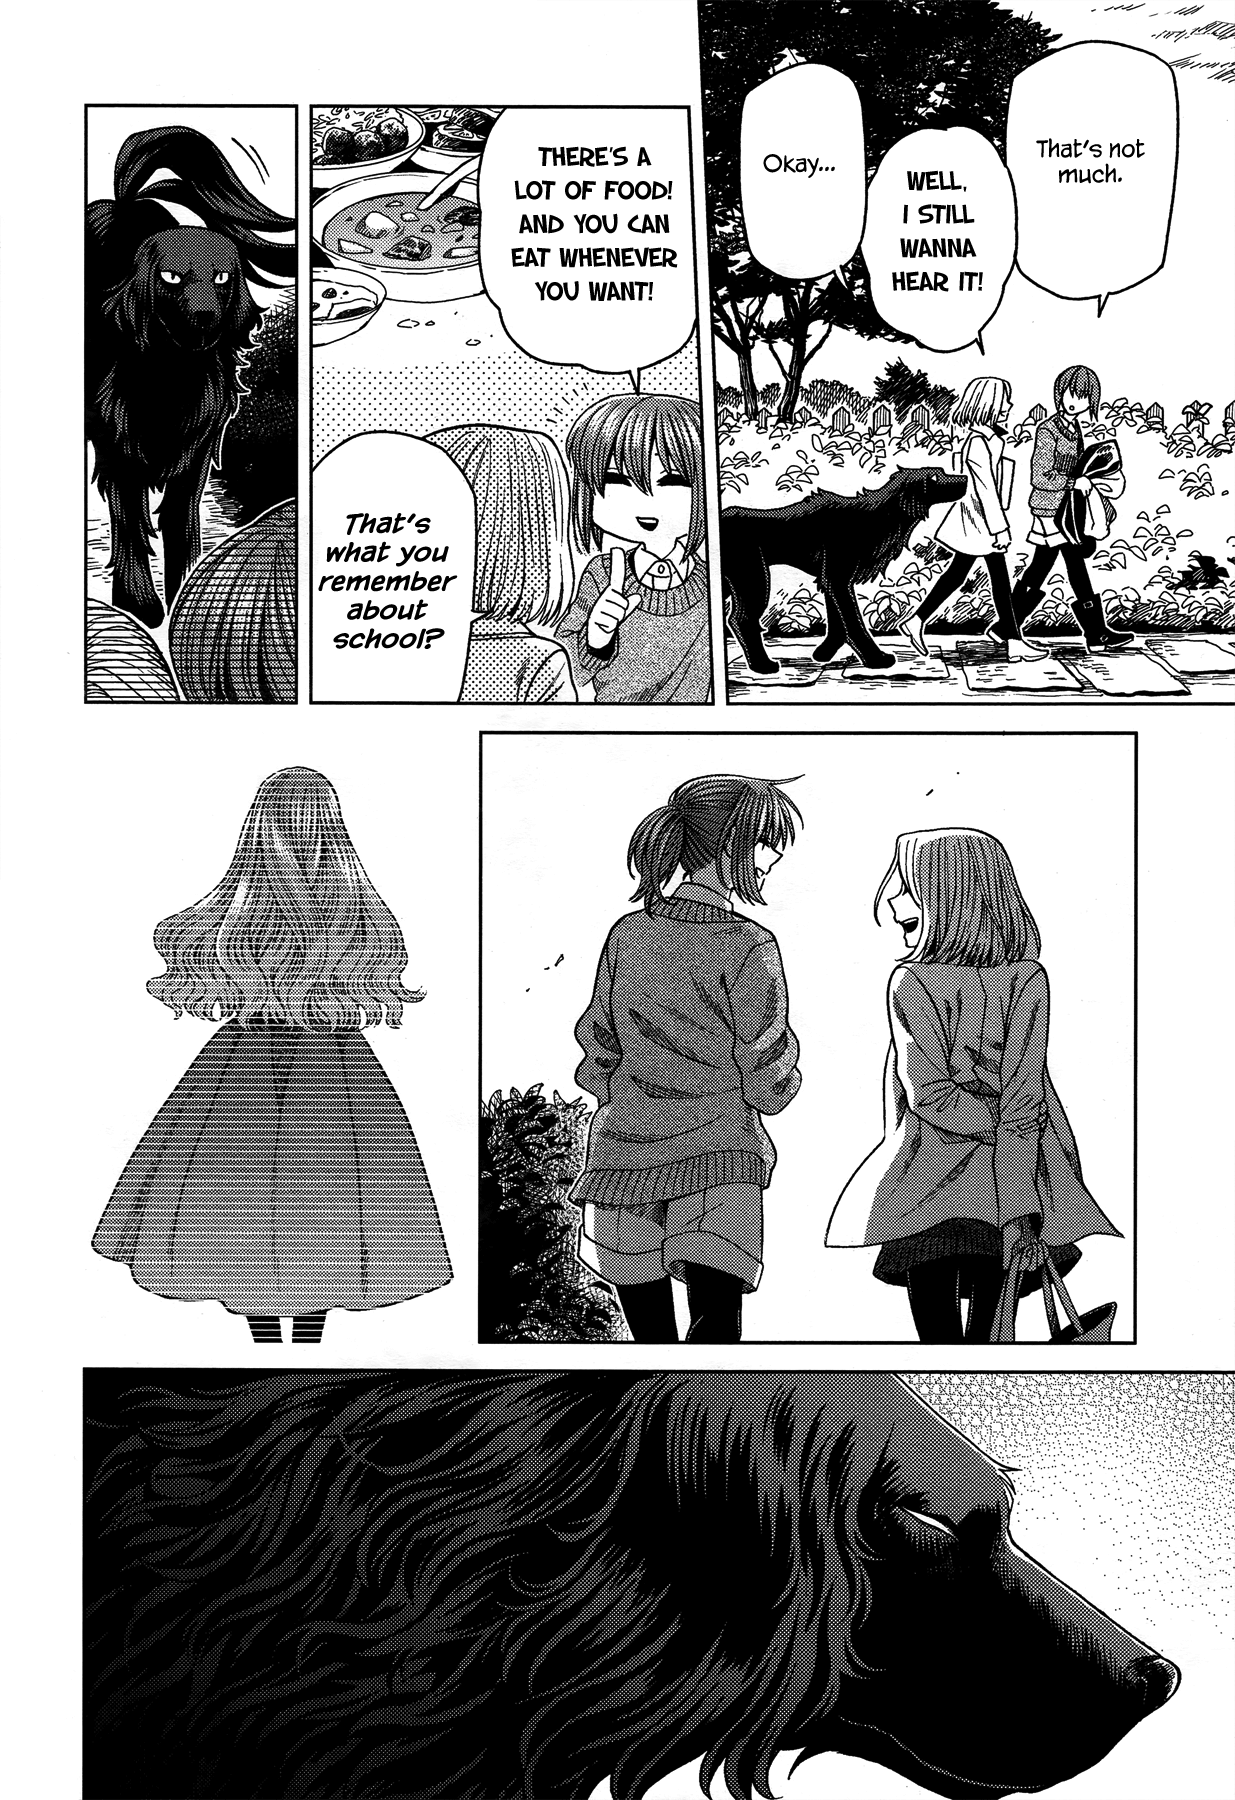 That's not
much.
WELL,
I STILL
WANNA
HEAR IT!
Okay...
THERE'S A
LOT OF FOOD!
AND YOU CAN
EAT WHENEVER
YOU WANT!
That's
what you
remember
about
school?